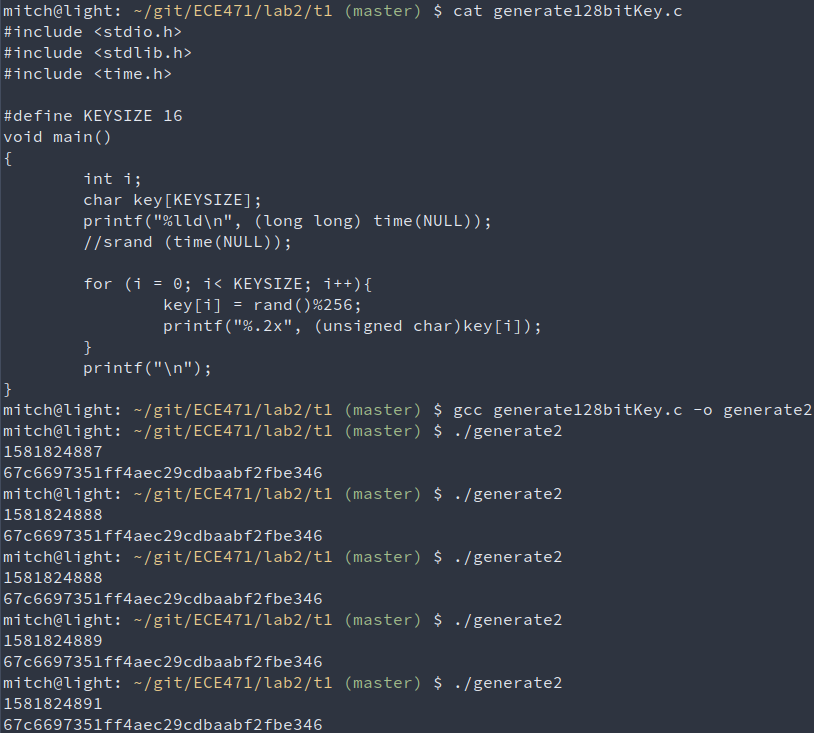 mitch@light: ~/git/ECE471/lab2/t1 (master) $ cat generate128bitKey.c
#include <stdio.h>
#include <stdlib.h>
#include <time.h>

#define KEYSIZE 16
void main()
{
        int i;
        char key[KEYSIZE];
        printf("%lld\n", (long long) time(NULL));
        //srand (time(NULL));

        for (i = 0; i< KEYSIZE; i++){
                key[i] = rand()%256;
                printf("%.2x", (unsigned char)key[i]);
        }
        printf("\n");
}
mitch@light: ~/git/ECE471/lab2/t1 (master) $ gcc generate128bitKey.c -o generate2
mitch@light: ~/git/ECE471/lab2/t1 (master) $ ./generate2
1581824887
67c6697351ff4aec29cdbaabf2fbe346
mitch@light: ~/git/ECE471/lab2/t1 (master) $ ./generate2
1581824888
67c6697351ff4aec29cdbaabf2fbe346
mitch@light: ~/git/ECE471/lab2/t1 (master) $ ./generate2
1581824888
67c6697351ff4aec29cdbaabf2fbe346
mitch@light: ~/git/ECE471/lab2/t1 (master) $ ./generate2
1581824889
67c6697351ff4aec29cdbaabf2fbe346
mitch@light: ~/git/ECE471/lab2/t1 (master) $ ./generate2
1581824891
67c6697351ff4aec29cdbaabf2fbe346